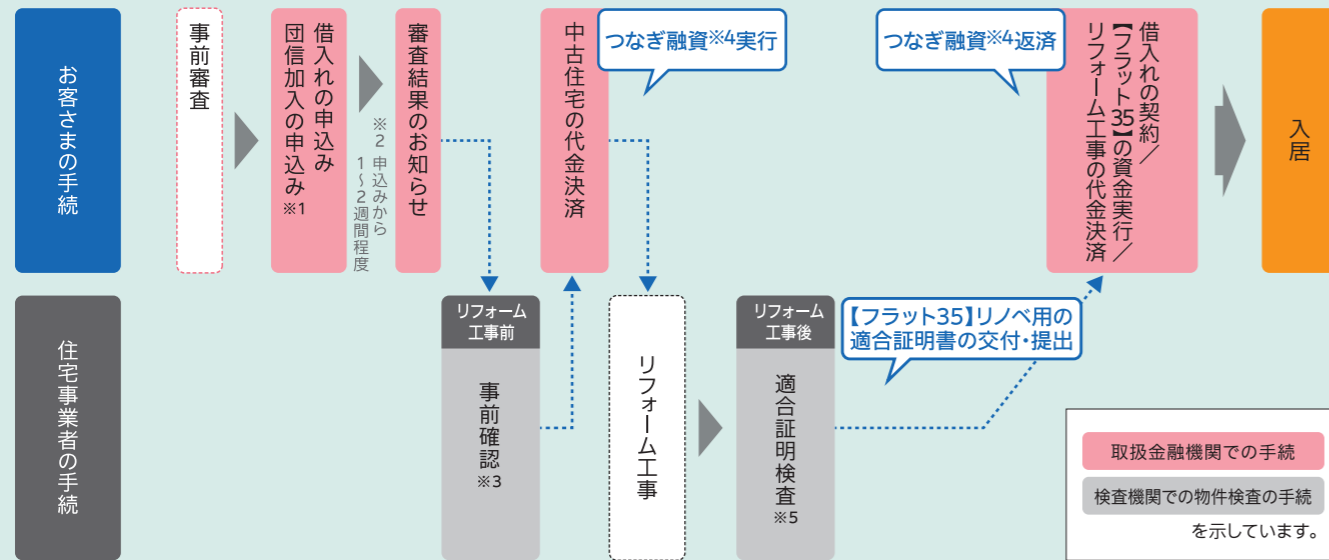 お客さまの手続
事前審査
借入れの申込み
団信加入の申込み※1
※2 申込みから
1～2週間程度
審査結果のお知らせ
中古住宅の代金決済
つなぎ融資※4実行
つなぎ融資※4返済
借入れの契約／
【フラット35】の資金実行／
リフォーム工事の代金決済
入居
住宅事業者の手続
リフォーム
工事前
事前確認※3
リフォーム工事
リフォーム
工事後
適合証明検査※5
【フラット35】リノベ用の
適合証明書の交付・提出
取扱金融機関での手続
検査機関での物件検査の手続
を示しています。